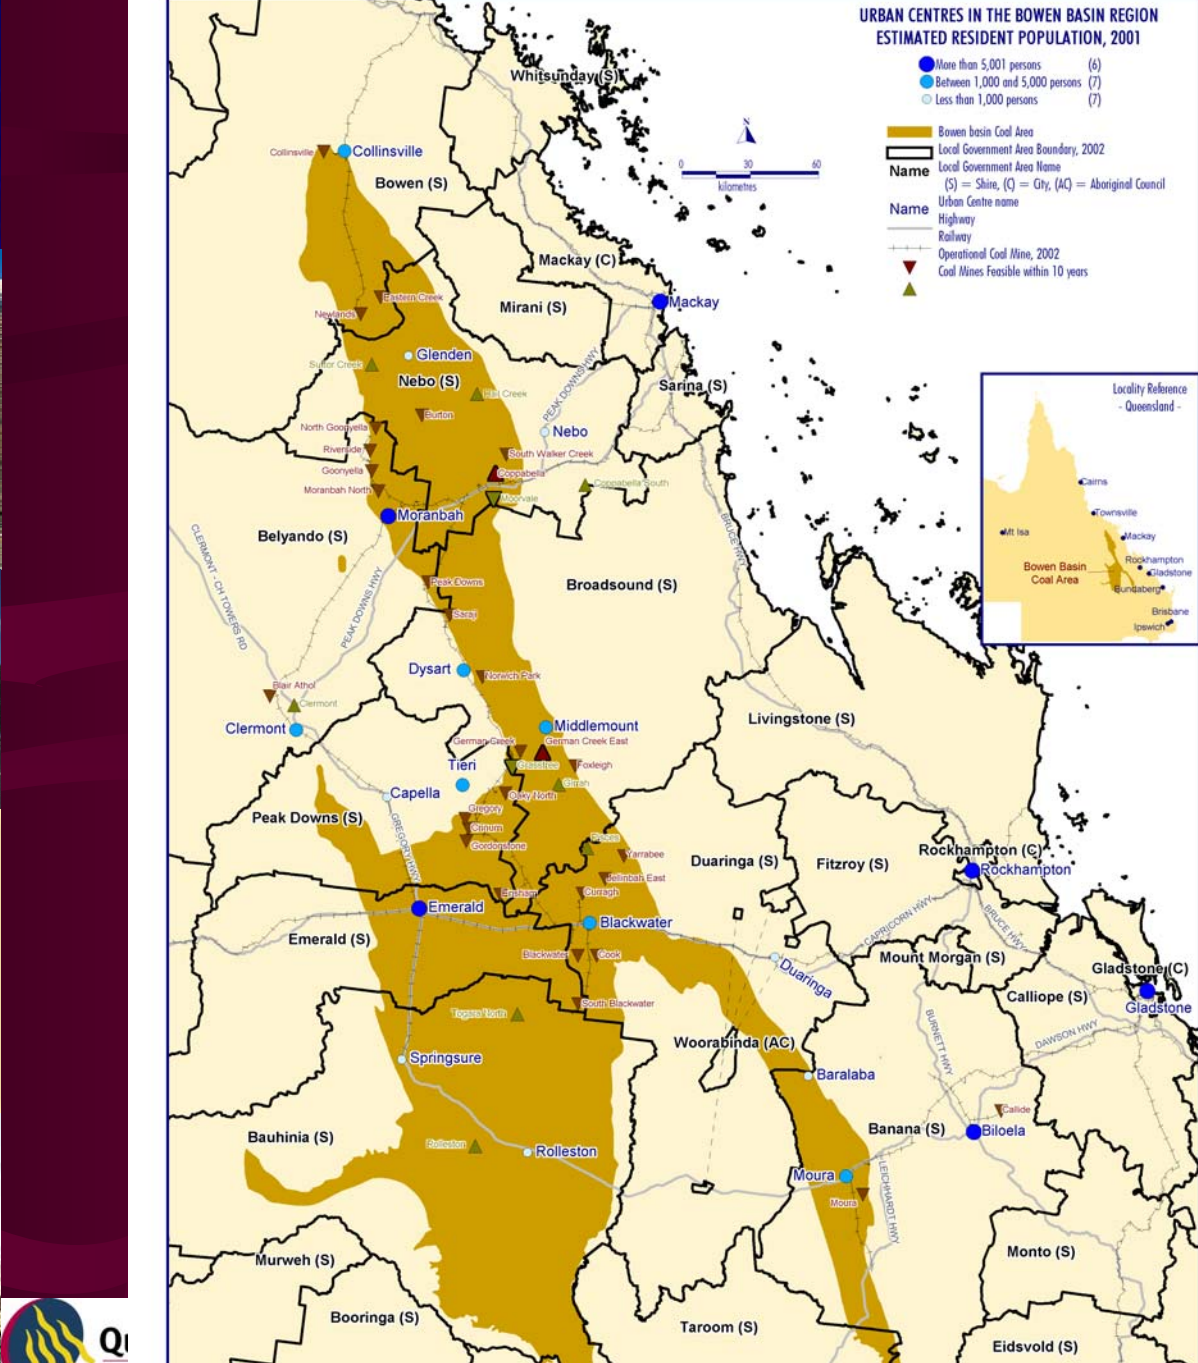 URBAN CENTRES IN THE BOWEN BASIN REGION
ESTIMATED RESIDENT POPULATION, 2001
More than 5,001 persons (6)
Between 1,000 and 5,000 persons (7)
Less than 1,000 persons (7)
Bowen basin Coal Area
Local Government Area Boundary, 2002
Name Local Government Area Name
(S) = Shire, (C) = City, (AC) = Aboriginal Council
Name Urban Centre name
Highway
Railway
Operational Coal Mine, 2002
Coal Mines Feasible within 10 years
N
0 30 60
kilometres
Whitsunday (S)
Collinsville
Collinsville
Bowen (S)
Mackay (C)
Eastern Creek
Mackay
Mirani (S)
Newlands
Glenden
Suttor Creek
Nebo (S)
Sarina (S)
Hail Creek
PEAK DOWNS HWY
Burton
North Goonyella
Nebo
Riverside
South Walker Creek
Goonyella
Coppabella
Coppabella South
Moranbah North
Moorvale
Moranbah
BRUCE HWY
Belyando (S)
CLERMONT - CH TOWERS RD
PEAK DOWNS HWY
Peak Downs
Broadsound (S)
Saraji
Dysart
Norwich Park
Blair Athol
Clermont
Clermont
Middlemount
Livingstone (S)
German Creek
German Creek East
Tieri
Grasstree
Foxleigh
Girrah
Capella
Oaky North
Gregory
Peak Downs (S)
Crinum
GREGORY HWY
Gordonstone
Pisces
Yarrabee
Duaringa (S)
Fitzroy (S)
Rockhampton (C)
Rockhampton
Jellinbah East
Ensham
Curragh
Emerald
Blackwater
CAPRICORN HWY
BRUCE HWY
Emerald (S)
Blackwater
Cook
Duaringa
Mount Morgan (S)
Gladstone (C)
Calliope (S)
Gladstone
South Blackwater
Togara North
BURNETT HWY
DAWSON HWY
Woorabinda (AC)
Springsure
Baralaba
Callide
Bauhinia (S)
Banana (S)
Biloela
Rolleston
Rolleston
Moura
LEICHHARDT HWY
Moura
Murweh (S)
Monto (S)
Booringa (S)
Taroom (S)
Eidsvold (S)
Locality Reference
- Queensland -
Cairns
Townsville
Mt Isa
Mackay
Rockhampton
Bowen Basin
Coal Area
Gladstone
Bundaberg
Brisbane
Ipswich